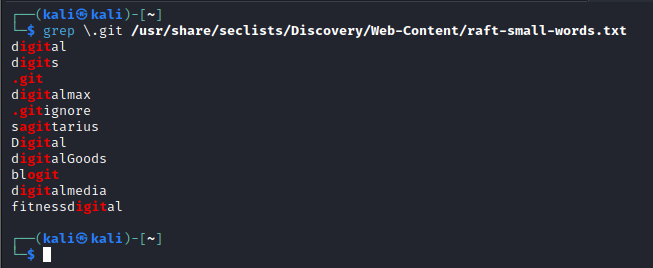 ┌──(kali㉿kali)-[~]
└─$ grep \.git /usr/share/seclists/Discovery/Web-Content/raft-small-words.txt
digital
digits
.git
digitalmax
.gitignore
sagittarius
Digital
digitalGoods
blogit
digitalmedia
fitnessdigital
┌──(kali㉿kali)-[~]
└─$